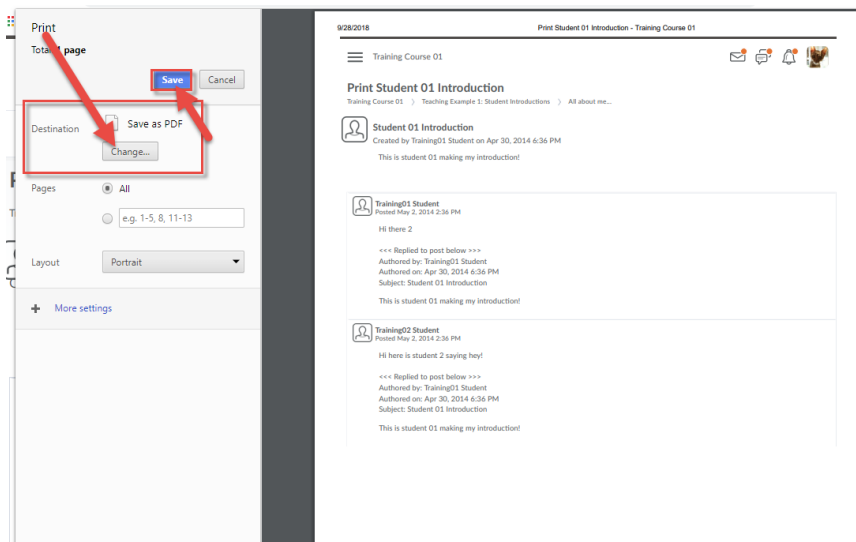 Print
Total: 1 page
Save
Cancel
Destination
Save as PDF
Change...
Pages
All
e.g. 1-5, 8, 11-13
Layout
Portrait
More settings
9/28/2018
Print Student 01 Introduction - Training Course 01
Training Course 01
Print Student 01 Introduction
Training Course 01 > Teaching Example 1: Student Introductions > All about me...
Student 01 Introduction
Created by Training01 Student on Apr 30, 2014 6:36 PM
This is student 01 making my introduction!
Training01 Student
Posted May 2, 2014 2:36 PM
Hi there 2
<<< Replied to post below >>>
Authored by: Training01 Student
Authored on: Apr 30, 2014 6:36 PM
Subject: Student 01 Introduction
This is student 01 making my introduction!
Training02 Student
Posted May 2, 2014 2:36 PM
Hi here is student 2 saying hey!
<<< Replied to post below >>>
Authored by: Training01 Student
Authored on: Apr 30, 2014 6:36 PM
Subject: Student 01 Introduction
This is student 01 making my introduction!